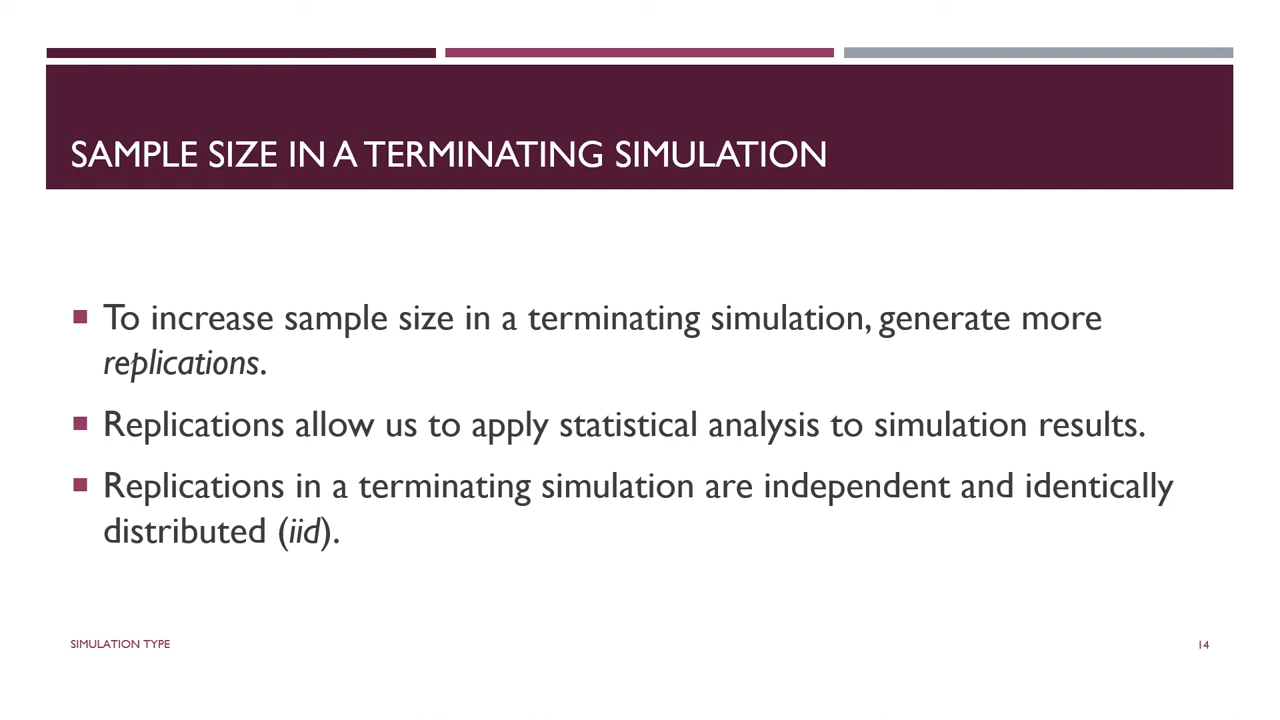 SAMPLE SIZE IN A TERMINATING SIMULATION
To increase sample size in a terminating simulation, generate more
replications.
Replications allow us to apply statistical analysis to simulation results.
Replications in a terminating simulation are independent and identically
distributed (iid).
SIMULATION TYPE
14